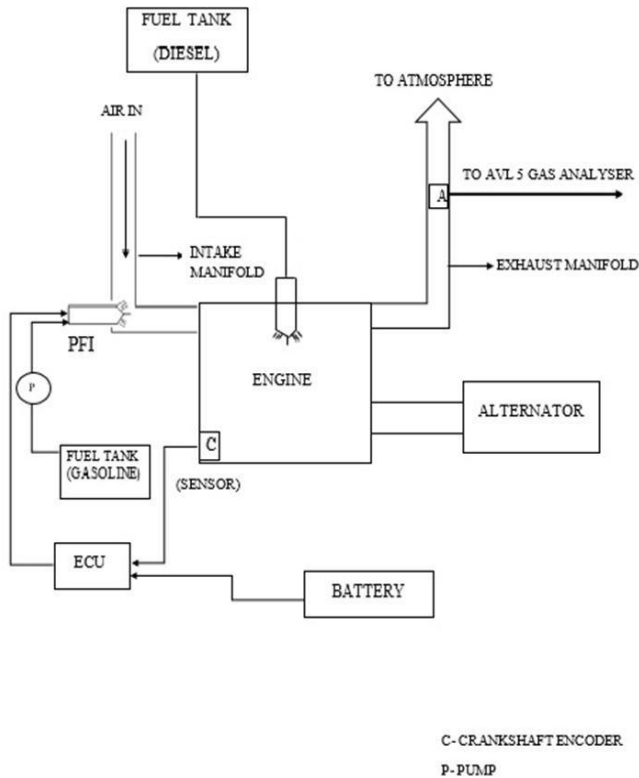 FUEL TANK
(DIESEL)
TO ATMOSPHERE
AIR IN
TO AVL 5 GAS ANALYSER
A
INTAKE
MANIFOLD
EXHAUST MANIFOLD
PFI
ENGINE
P
ALTERNATOR
C
FUEL TANK
(GASOLINE)
(SENSOR)
ECU
BATTERY
C- CRANKSHAFT ENCODER
P- PUMP